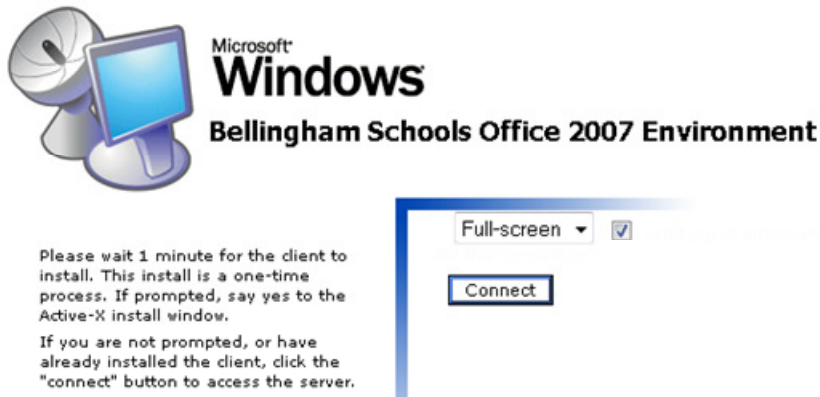 Microsoft
Windows
Bellingham Schools Office 2007 Environment
Full-screen
Please wait 1 minute for the client to
install. This install is a one-time
process. If prompted, say yes to the
Active-X install window.
Connect
If you are not prompted, or have
already installed the client, click the
"connect" button to access the server.